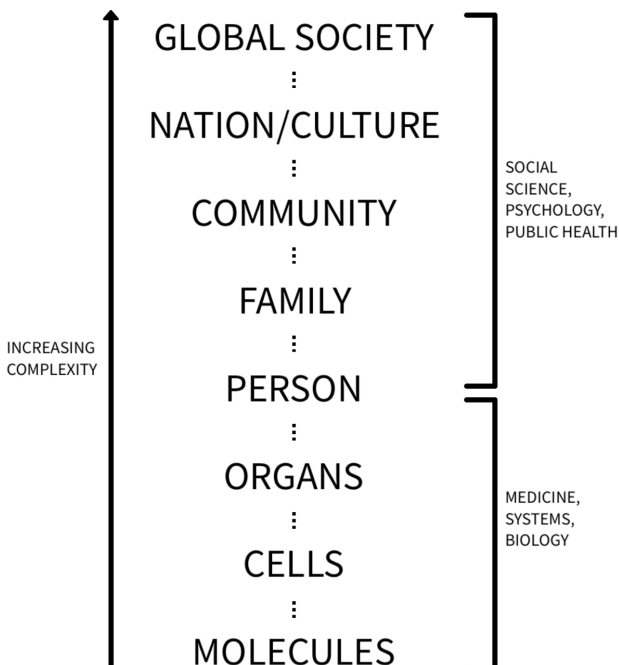 GLOBAL SOCIETY
NATION/CULTURE
SOCIAL
SCIENCE,
PSYCHOLOGY,
PUBLIC HEALTH
COMMUNITY
FAMILY
INCREASING
COMPLEXITY
PERSON
ORGANS
MEDICINE,
SYSTEMS,
BIOLOGY
CELLS
MOLECULES